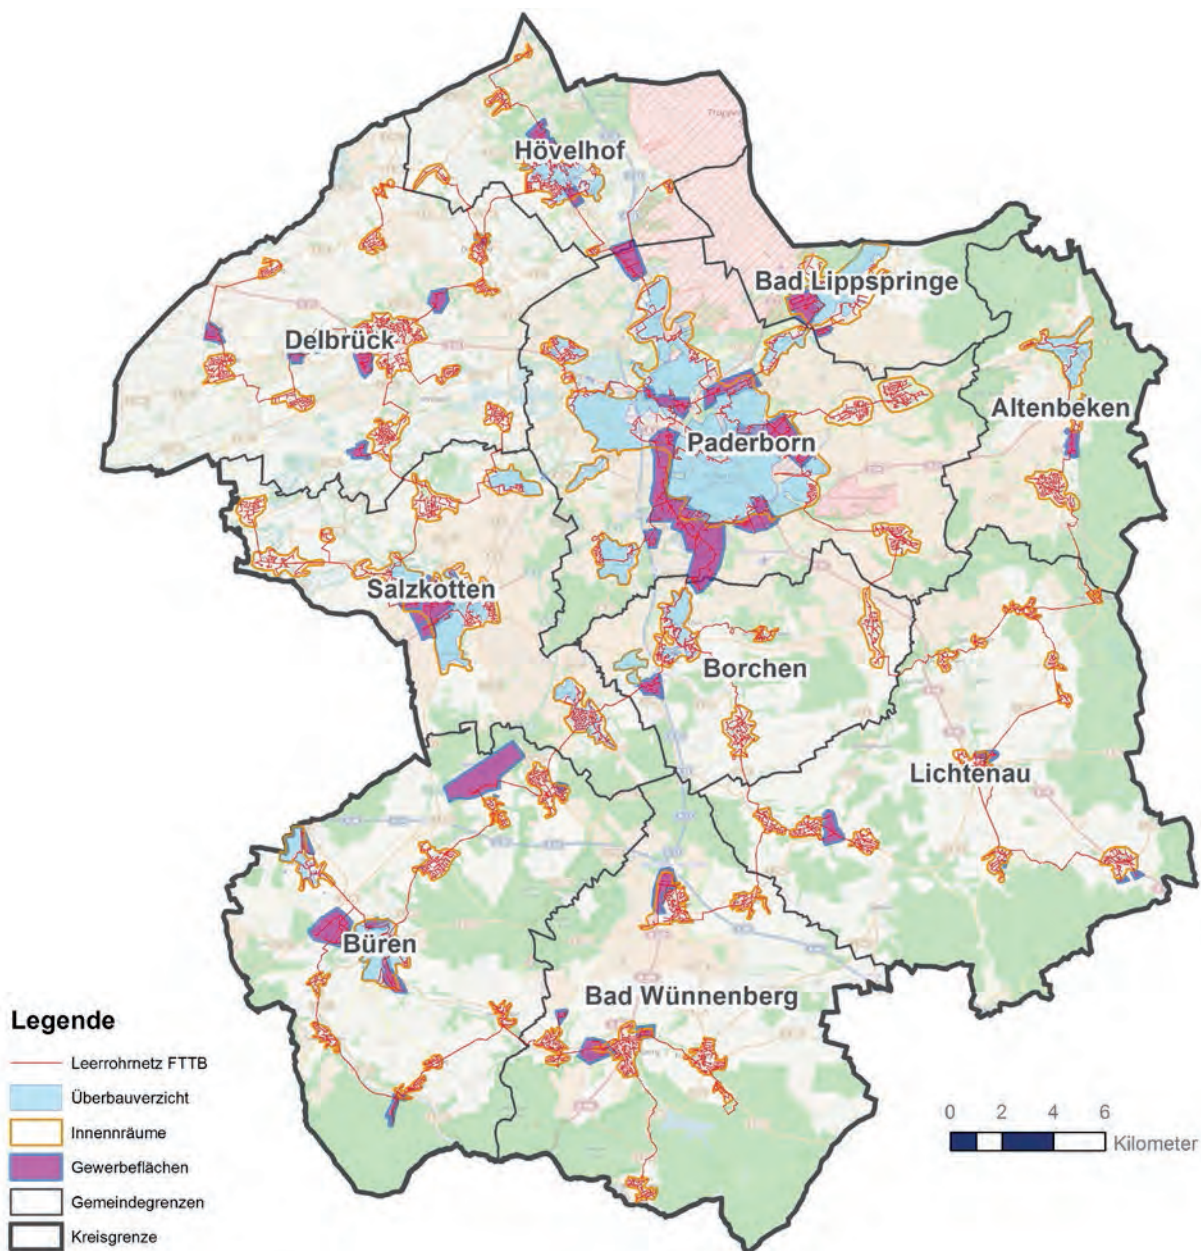 Hövelhof
Bad Lippspringe
Delbrück
Altenbeken
Paderborn
Salzkotten
Borchen
Lichtenau
Büren
Bad Wünnenberg
Legende
Leerrohrnetz FTTB
Überbauverzicht
Innennräume
Gewerbeflächen
Gemeindegrenzen
Kreisgrenze
0 2 4 6
Kilometer